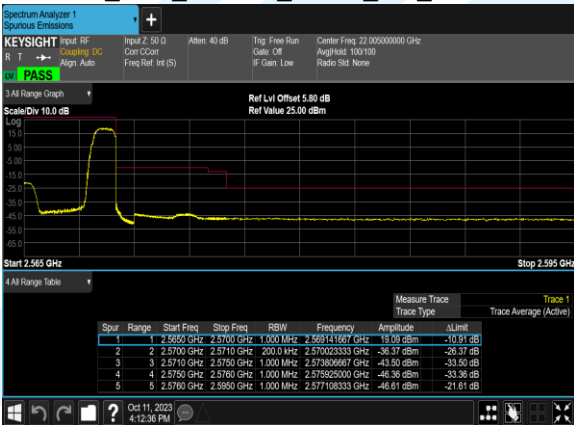 Spectrum Analyzer 1
Spurious Emissions
+
KEYSIGHT Input: RF Input Z: 50 Ω Atten: 40 dB Trig: Free Run Center Freq: 22.005000000 GHz
R T Coupling: DC Corr CCorr Gate: Off Avg|Hold: 100/100
Align: Auto Freq Ref: Int (S) IF Gain: Low Radio Std: None
PASS
3 All Range Graph
Ref Lvl Offset 5.80 dB
Scale/Div 10.0 dB Ref Value 25.00 dBm
Log
15.0
5.00
-5.00
-15.0
-25.0
-35.0
-45.0
-55.0
-65.0
Start 2.565 GHz Stop 2.595 GHz
4 All Range Table
Measure Trace Trace 1
Trace Type Trace Average (Active)
Spur Range Start Freq Stop Freq RBW Frequency Amplitude ΔLimit
1 1 2.5650 GHz 2.5700 GHz 1.000 MHz 2.569141667 GHz 19.09 dBm -10.91 dB
2 2 2.5700 GHz 2.5710 GHz 200.0 kHz 2.570023333 GHz -36.37 dBm -26.37 dB
3 3 2.5710 GHz 2.5750 GHz 1.000 MHz 2.573806667 GHz -43.50 dBm -33.50 dB
4 4 2.5750 GHz 2.5760 GHz 1.000 MHz 2.575925000 GHz -46.36 dBm -33.36 dB
5 5 2.5760 GHz 2.5950 GHz 1.000 MHz 2.577108333 GHz -46.61 dBm -21.61 dB
? Oct 11, 2023
4:12:36 PM